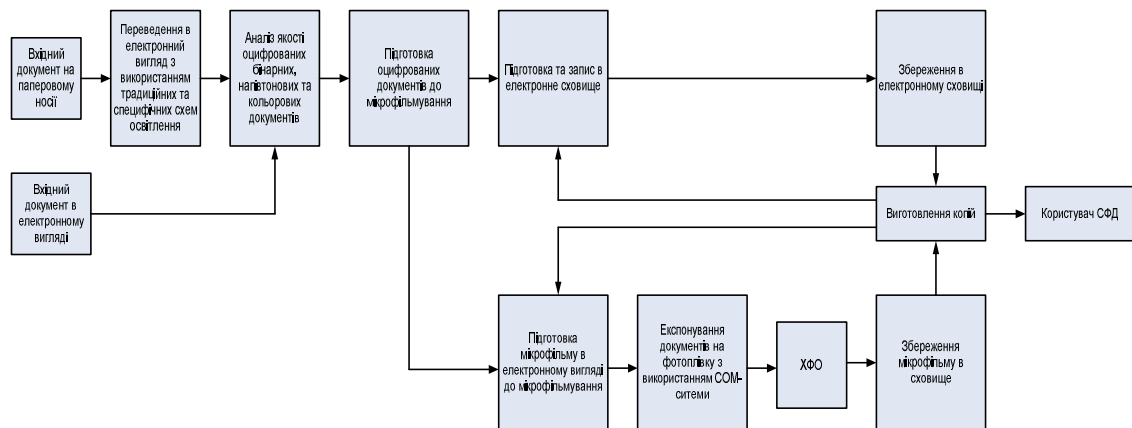 Вхідний
документ на
паперовому
носії
Переведення в
електронний
вигляд з
використанням
традиційних та
специфічних схем
освітлення
Аналіз якості
оцифрованих
бінарних,
напівтонових та
кольорових
документів
Підготовка
оцифрованих
документів до
мікрофільмування
Підготовка та запис в
електронне сховище
Збереження в
електронному сховищі
Вхідний
документ в
електронному
вигляді
Виготовлення копій
Користувач СФД
Підготовка
мікрофільму в
електронному вигляді
до мікрофільмування
Експонування
документів на
фотоплівку з
використанням COM-
ситеми
ХФО
Збереження
мікрофільму в
сховище